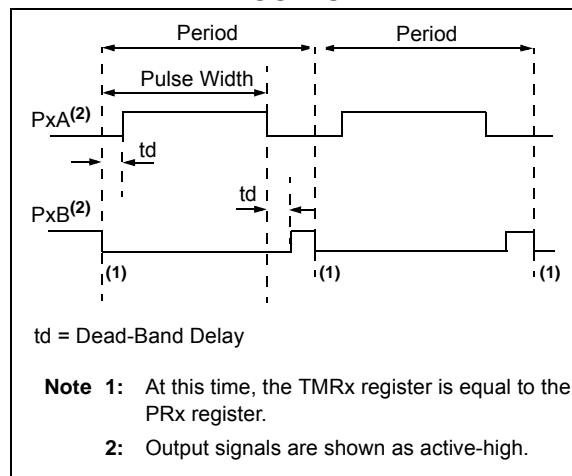 Period Period
Pulse Width
PxA(2)
td
td
PxB(2)
(1) (1) (1)
td = Dead-Band Delay
Note 1: At this time, the TMRx register is equal to the
PRx register.
2: Output signals are shown as active-high.